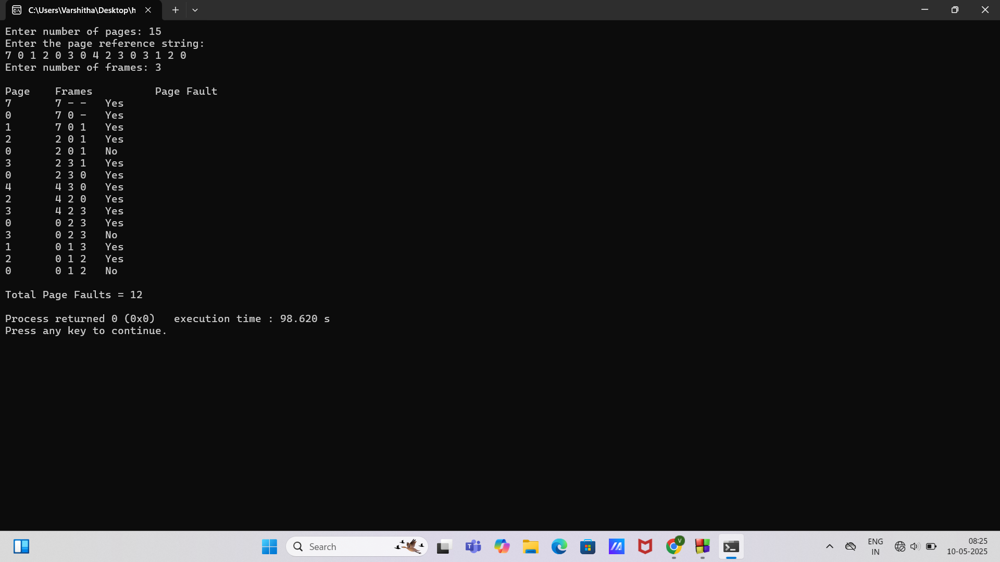 C:\Users\Varshitha\Desktop\h
Enter number of pages: 15
Enter the page reference string:
7 0 1 2 0 3 0 4 2 3 0 3 1 2 0
Enter number of frames: 3
Page    Frames          Page Fault
7       7 - -   Yes
0       7 0 -   Yes
1       7 0 1   Yes
2       2 0 1   Yes
0       2 0 1   No
3       2 3 1   Yes
0       2 3 0   Yes
4       4 3 0   Yes
2       4 2 0   Yes
3       4 2 3   Yes
0       0 2 3   Yes
3       0 2 3   No
1       0 1 3   Yes
2       0 1 2   Yes
0       0 1 2   No
Total Page Faults = 12
Process returned 0 (0x0)   execution time : 98.620 s
Press any key to continue.
Search
V
ENG
IN
08:25
10-05-2025